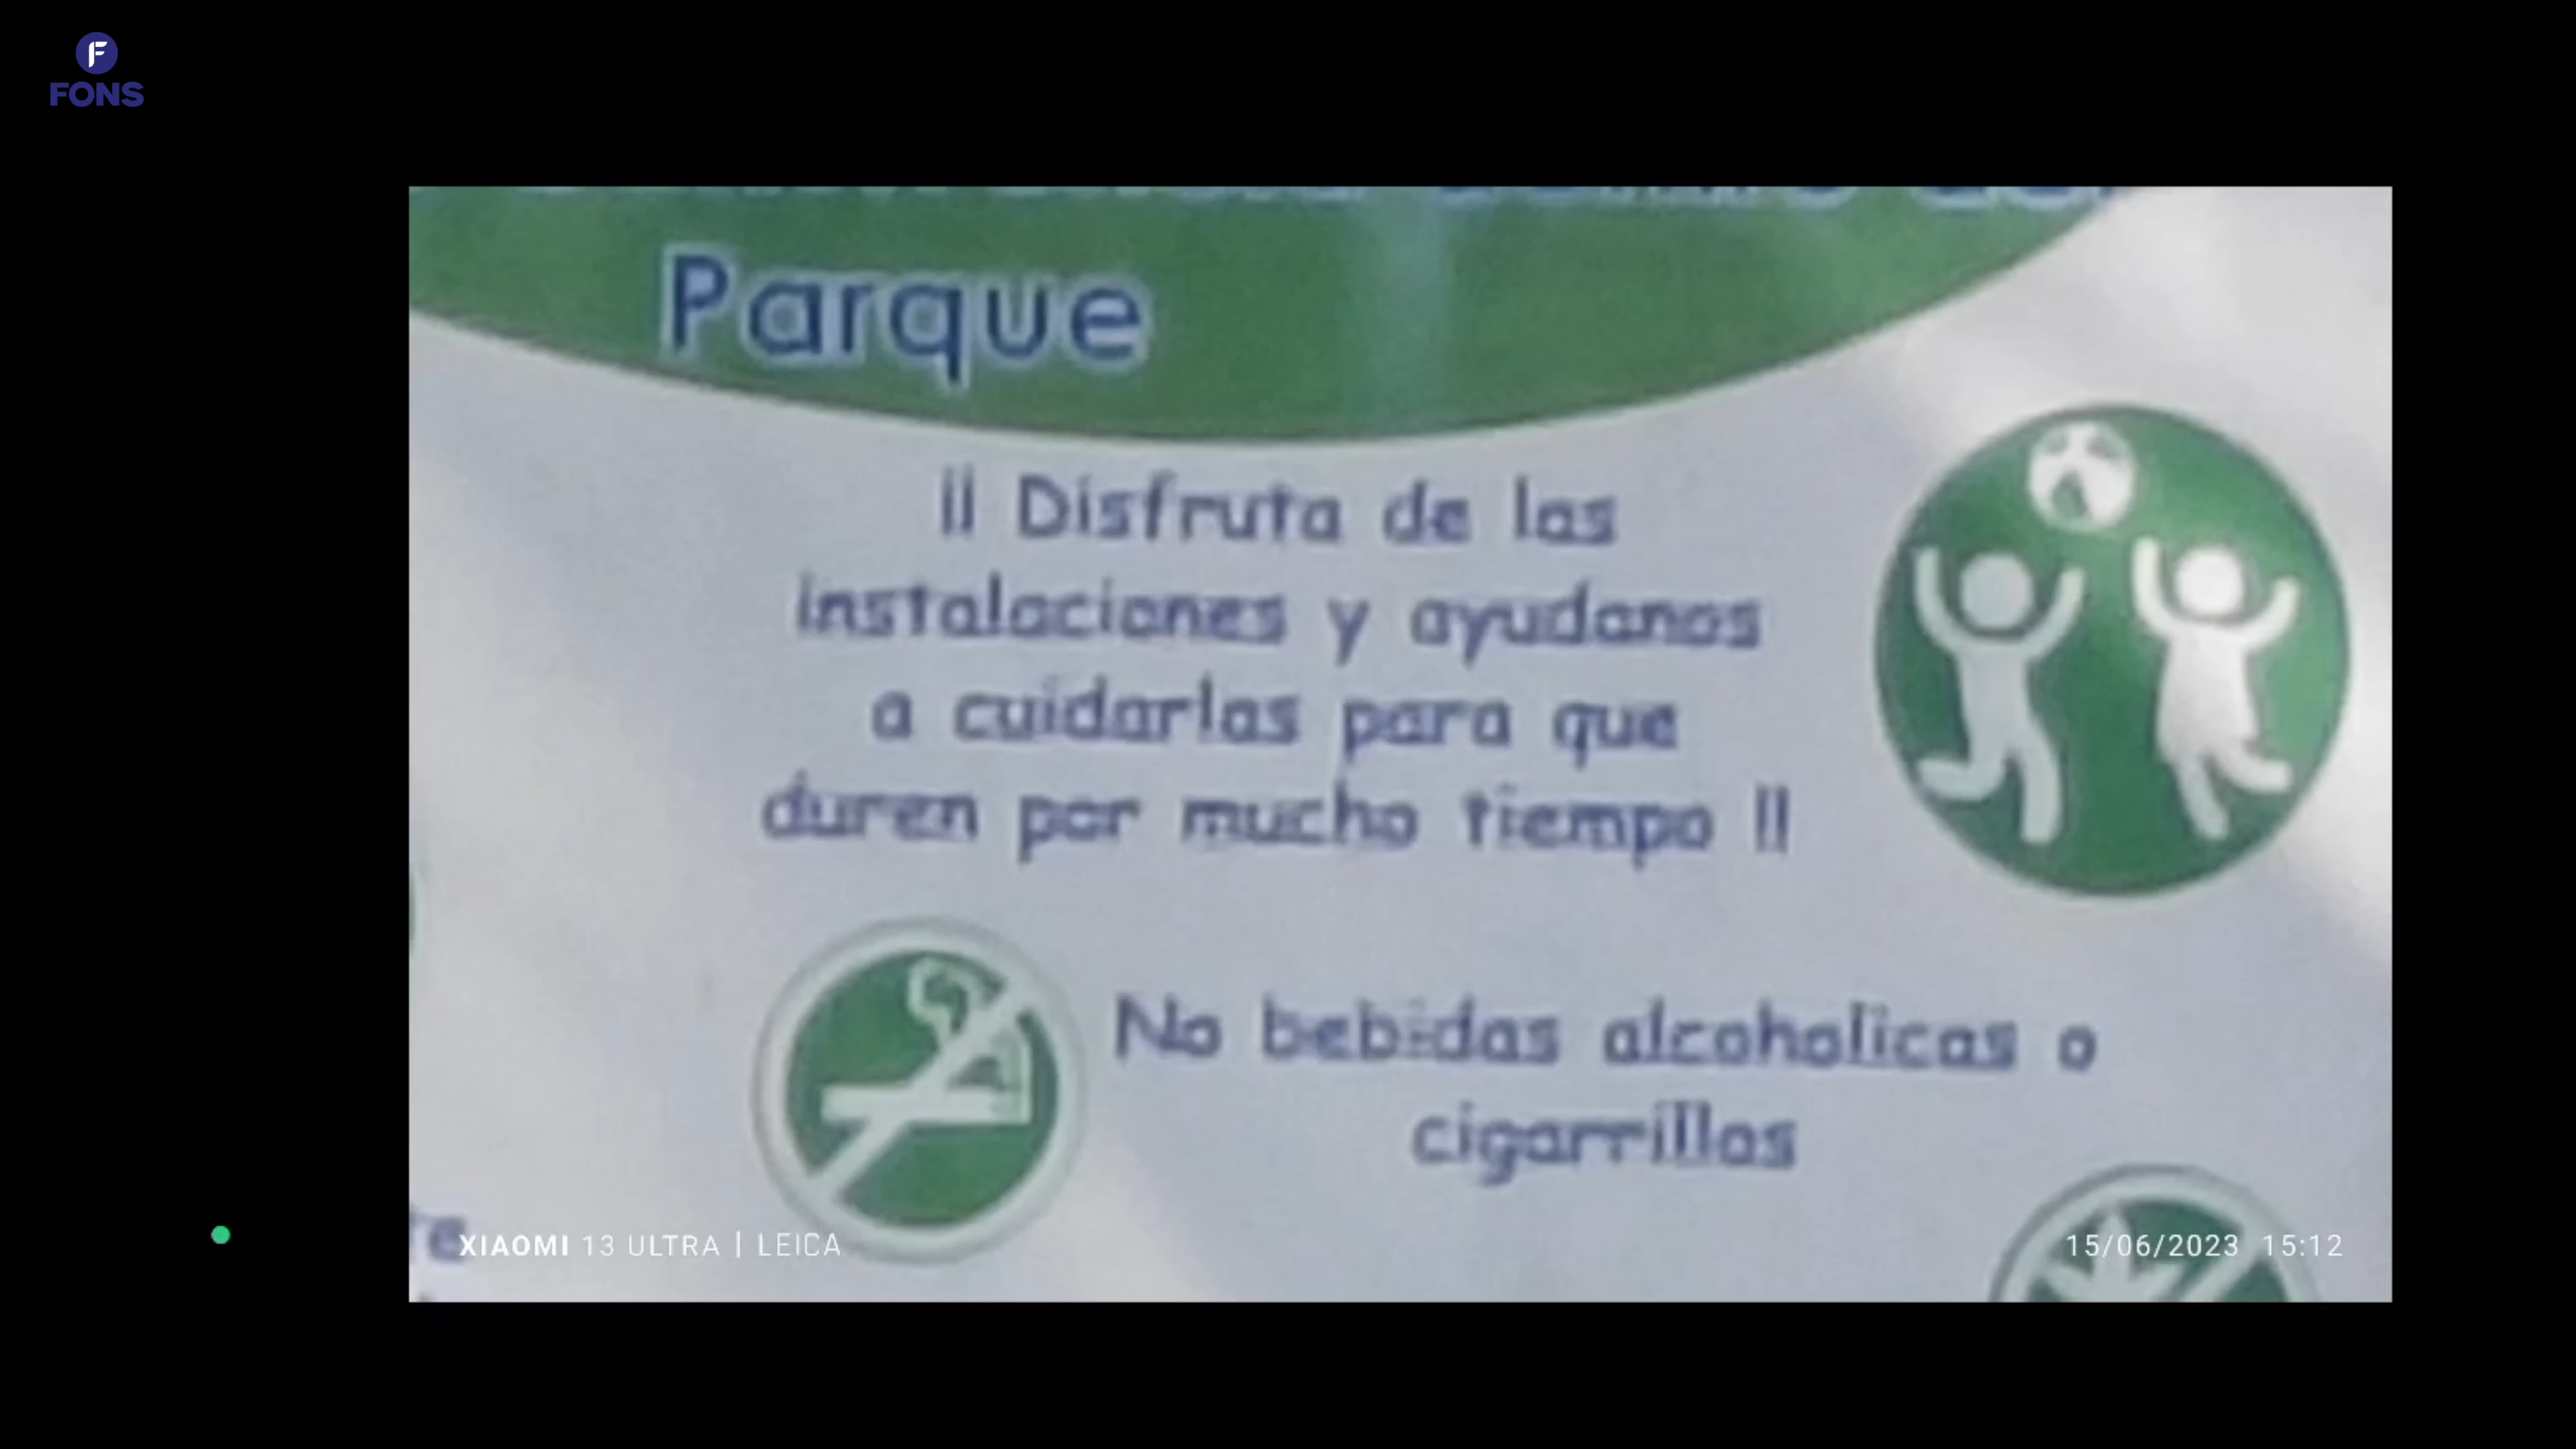 F
FONS
Parque
¡¡ Disfruta de las
instalaciones y ayudanos
a cuidarlas para que
duren por mucho tiempo !!
No bebidas alcoholicas o
cigarrillos
re
XIAOMI 13 ULTRA | LEICA
15/06/2023 15:12